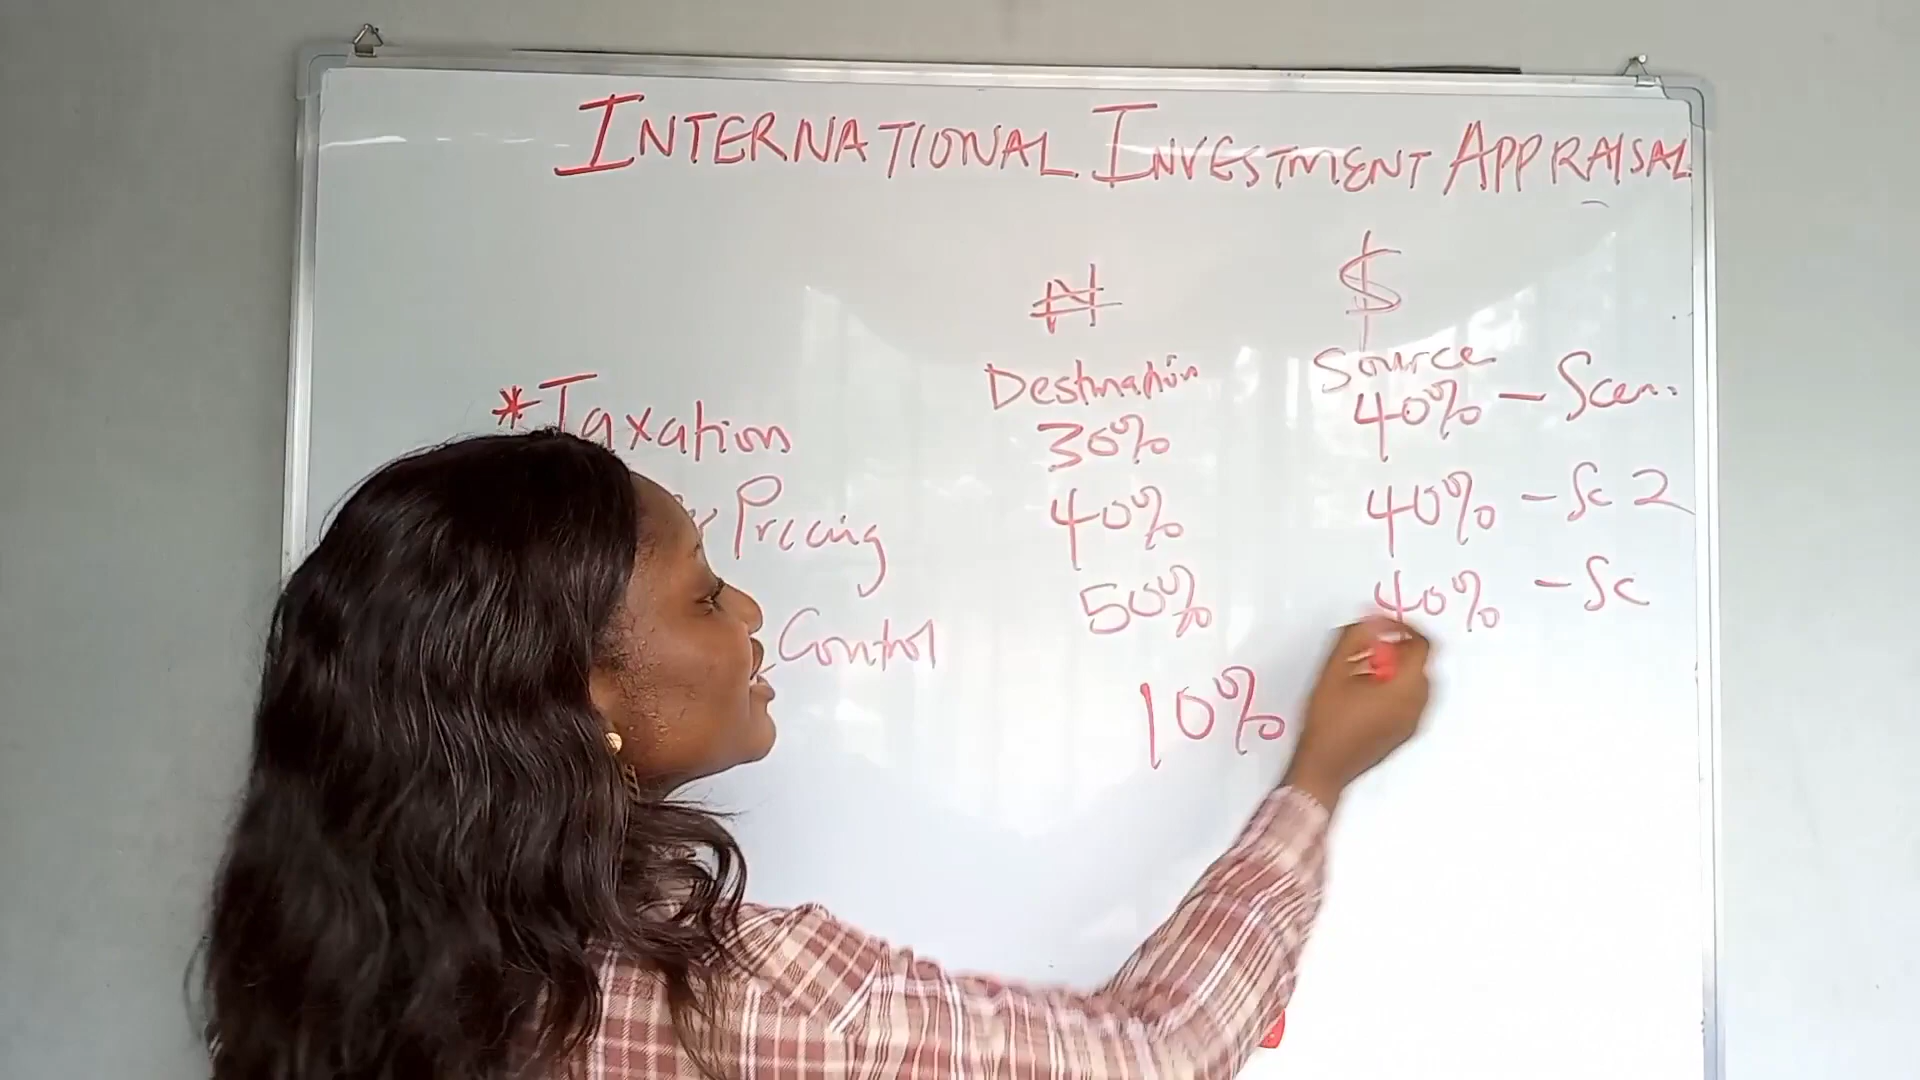 INTERNATIONAL INVESTMENT APPRAISAL
₦ $
Destination Source
* Taxation 30% 40% - Scen.
Pricing 40% 40% - Sc 2
Control 50% 40% - Sc
10%